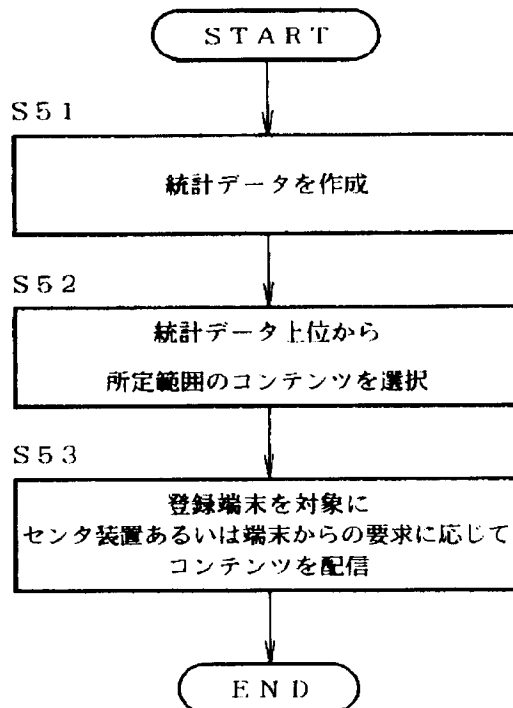 START
S51
統計データを作成
S52
統計データ上位から
所定範囲のコンテンツを選択
S53
登録端末を対象に
センタ装置あるいは端末からの要求に応じて
コンテンツを配信
END